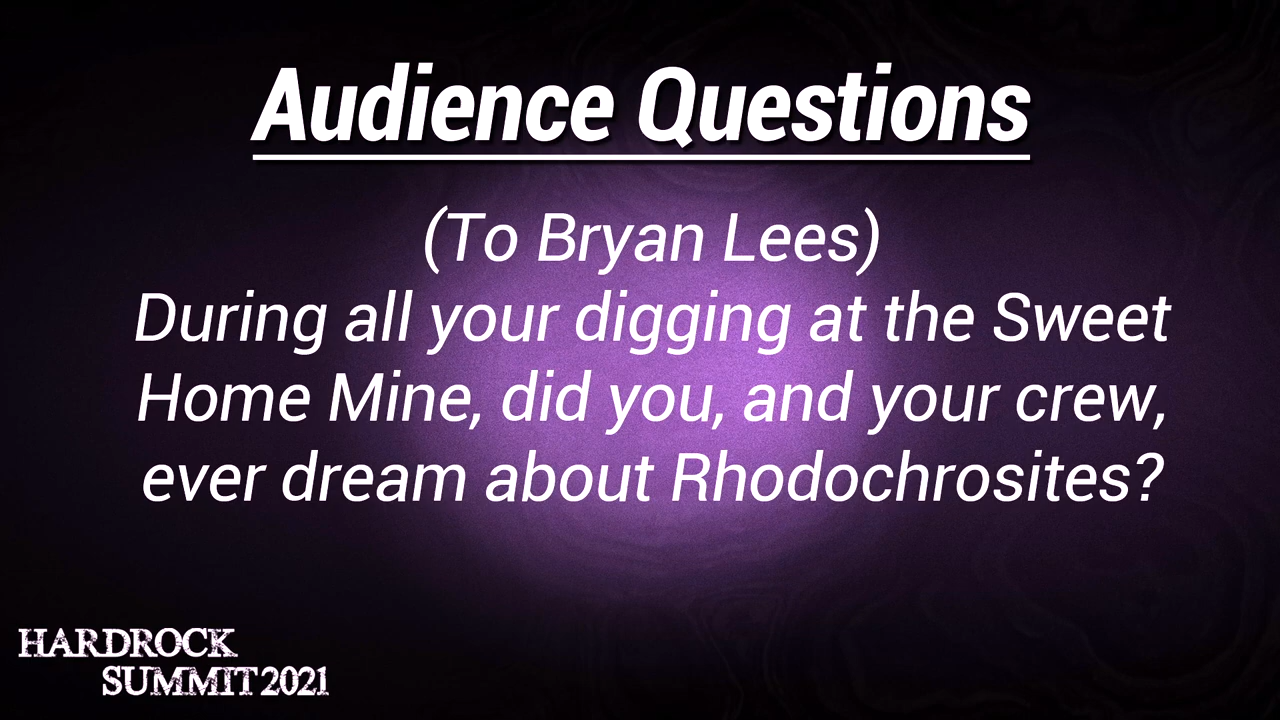 Audience Questions
(To Bryan Lees)
During all your digging at the Sweet
Home Mine, did you, and your crew,
ever dream about Rhodochrosites?
HARDROCK
SUMMIT 2021